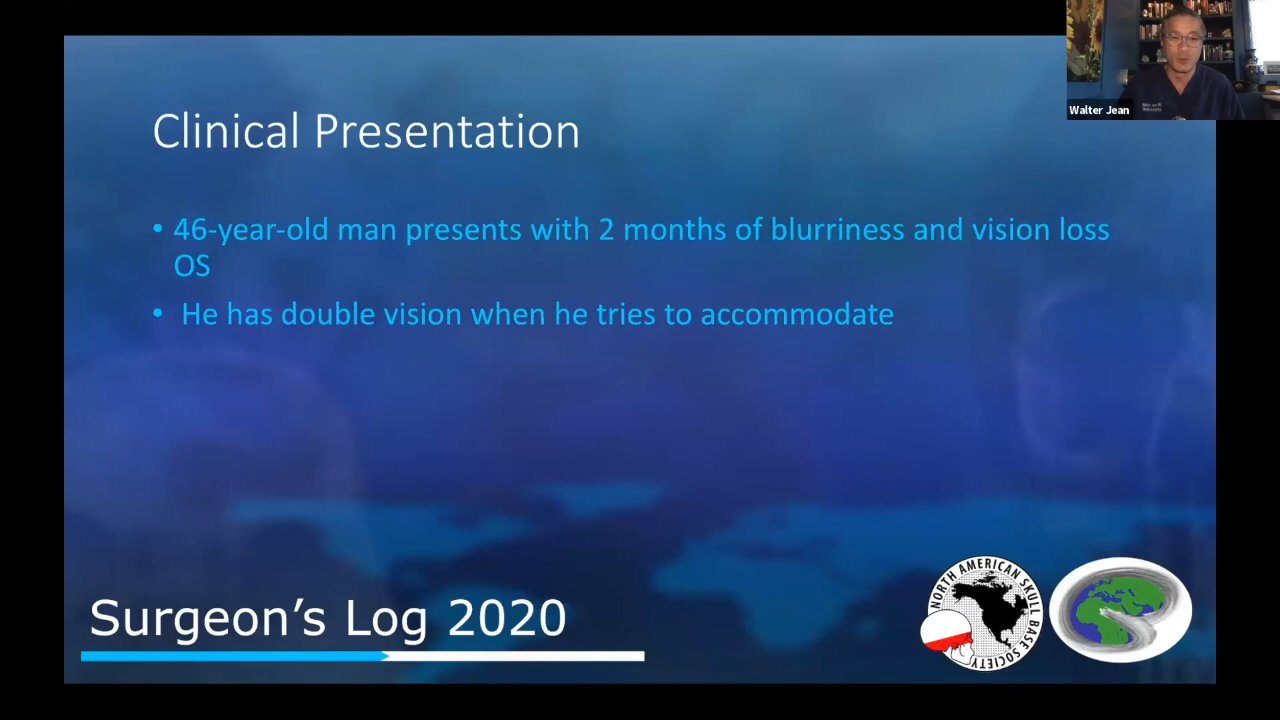 Walter Jean
Clinical Presentation
• 46-year-old man presents with 2 months of blurriness and vision loss
OS
• He has double vision when he tries to accommodate
Surgeon’s Log 2020
NORTH AMERICAN SKULL BASE SOCIETY